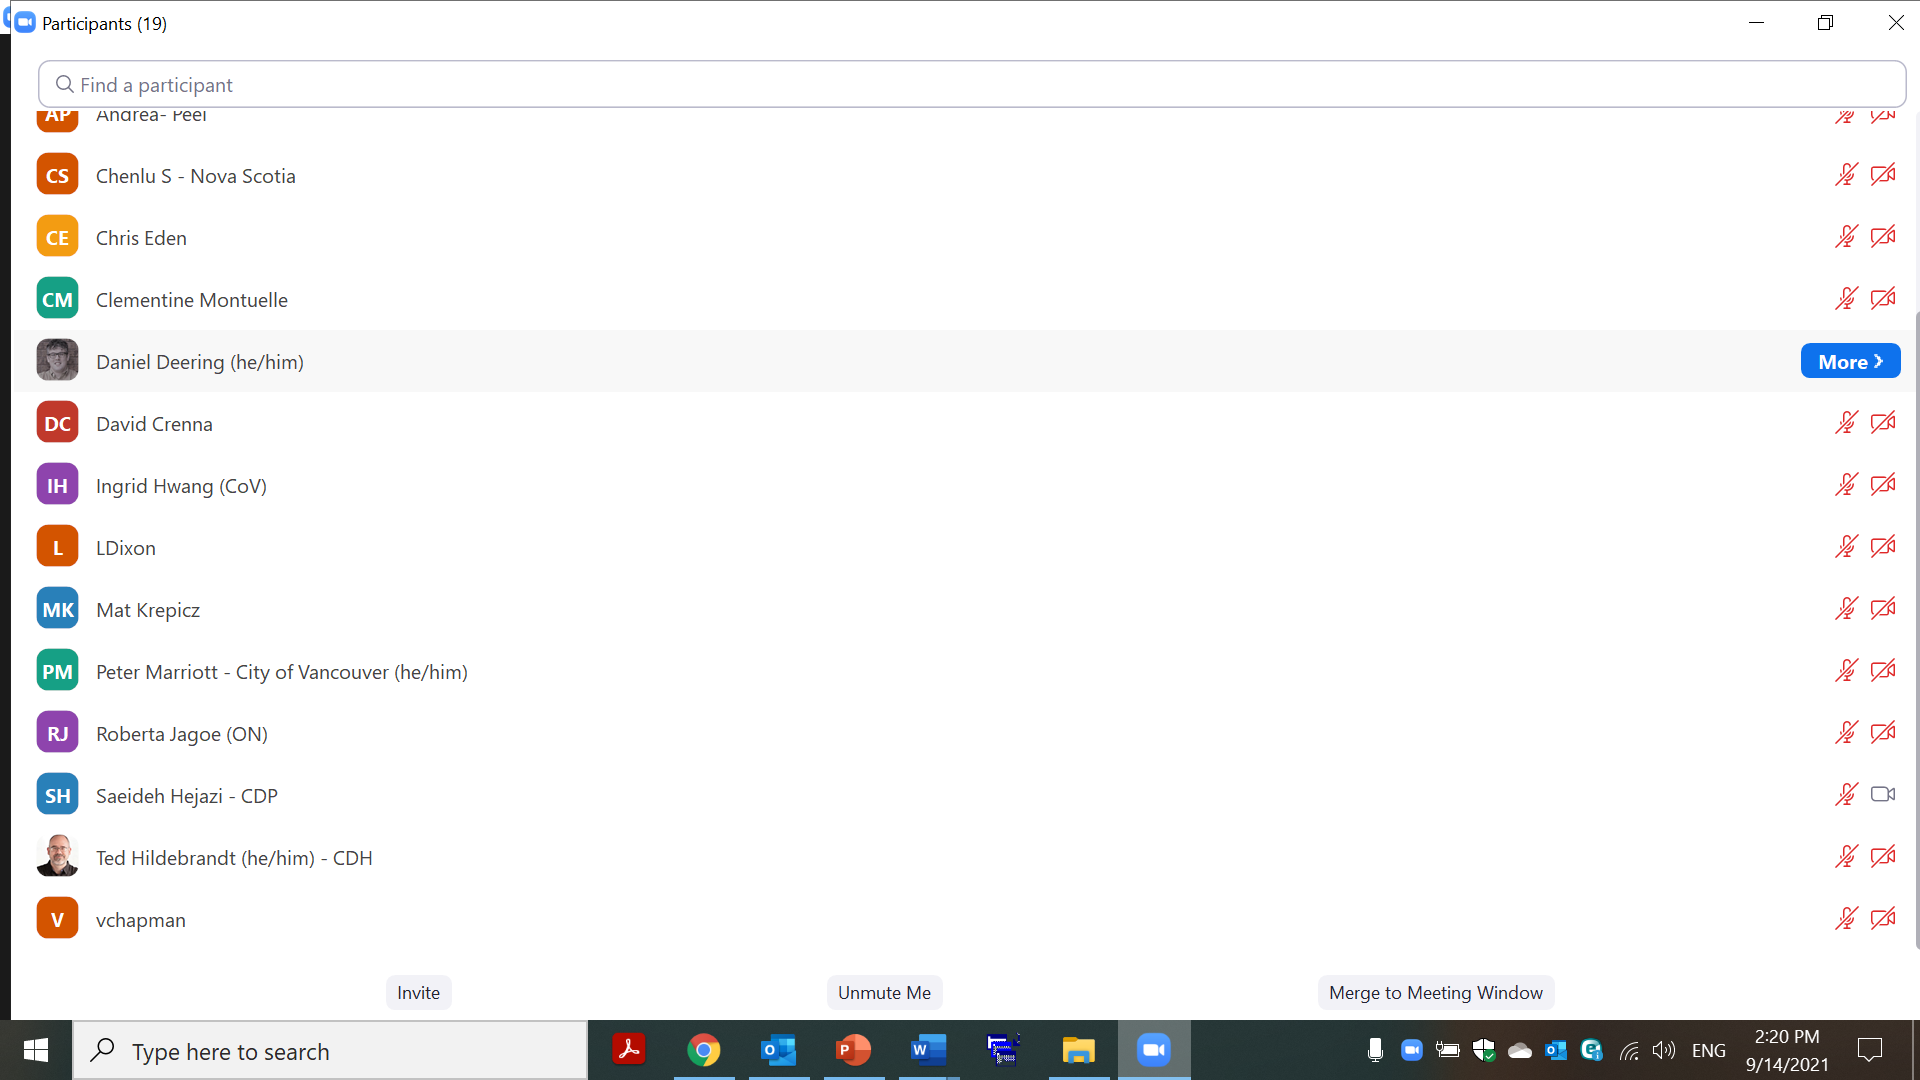 Participants (19)
Find a participant
AP Andrea- Peel
CS Chenlu S - Nova Scotia
CE Chris Eden
CM Clementine Montuelle
Daniel Deering (he/him) More
DC David Crenna
IH Ingrid Hwang (CoV)
L LDixon
MK Mat Krepicz
PM Peter Marriott - City of Vancouver (he/him)
RJ Roberta Jagoe (ON)
SH Saeideh Hejazi - CDP
Ted Hildebrandt (he/him) - CDH
V vchapman
Invite Unmute Me Merge to Meeting Window
Type here to search
ENG
2:20 PM
9/14/2021